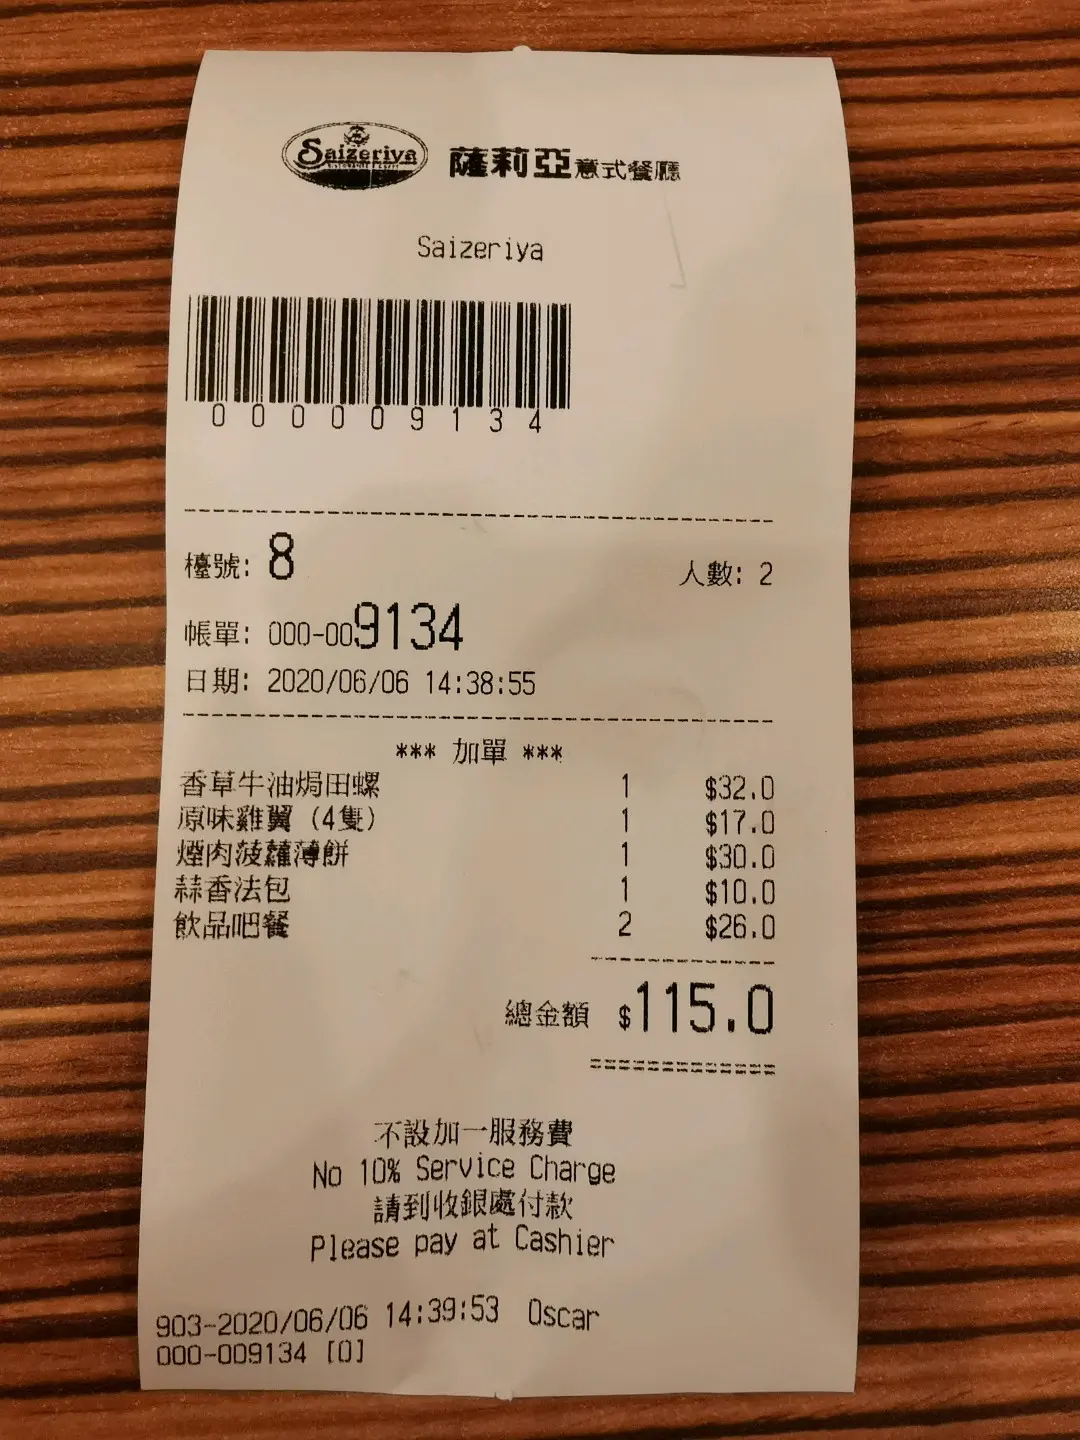 Saizeriya 薩莉亞意式餐廳
Saizeriya
000009134
檯號: 8 人數: 2
帳單: 000-009134
日期: 2020/06/06 14:38:55
*** 加單 ***
香草牛油焗田螺 1 $32.0
原味雞翼 (4隻) 1 $17.0
煙肉菠蘿薄餅 1 $30.0
蒜香法包 1 $10.0
飲品吧餐 2 $26.0
總金額 $115.0
不設加一服務費
No 10% Service Charge
請到收銀處付款
Please pay at Cashier
903-2020/06/06 14:39:53 Oscar
000-009134 [0]